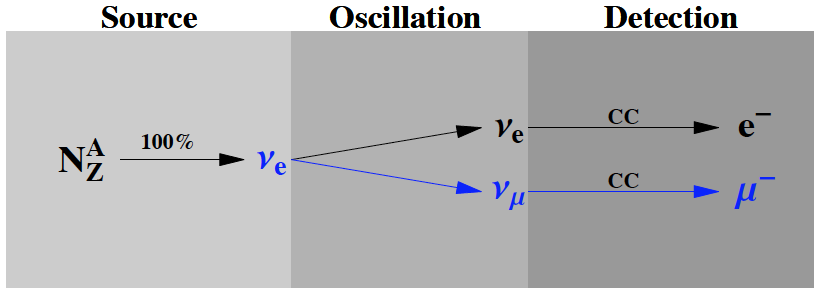 Source Oscillation Detection
N^A_Z 100% ν_e ν_e CC e^-
ν_μ CC μ^-